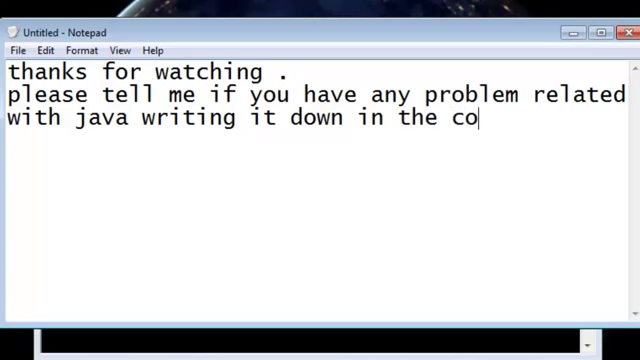 Untitled - Notepad
File Edit Format View Help
thanks for watching .
please tell me if you have any problem related
with java writing it down in the co